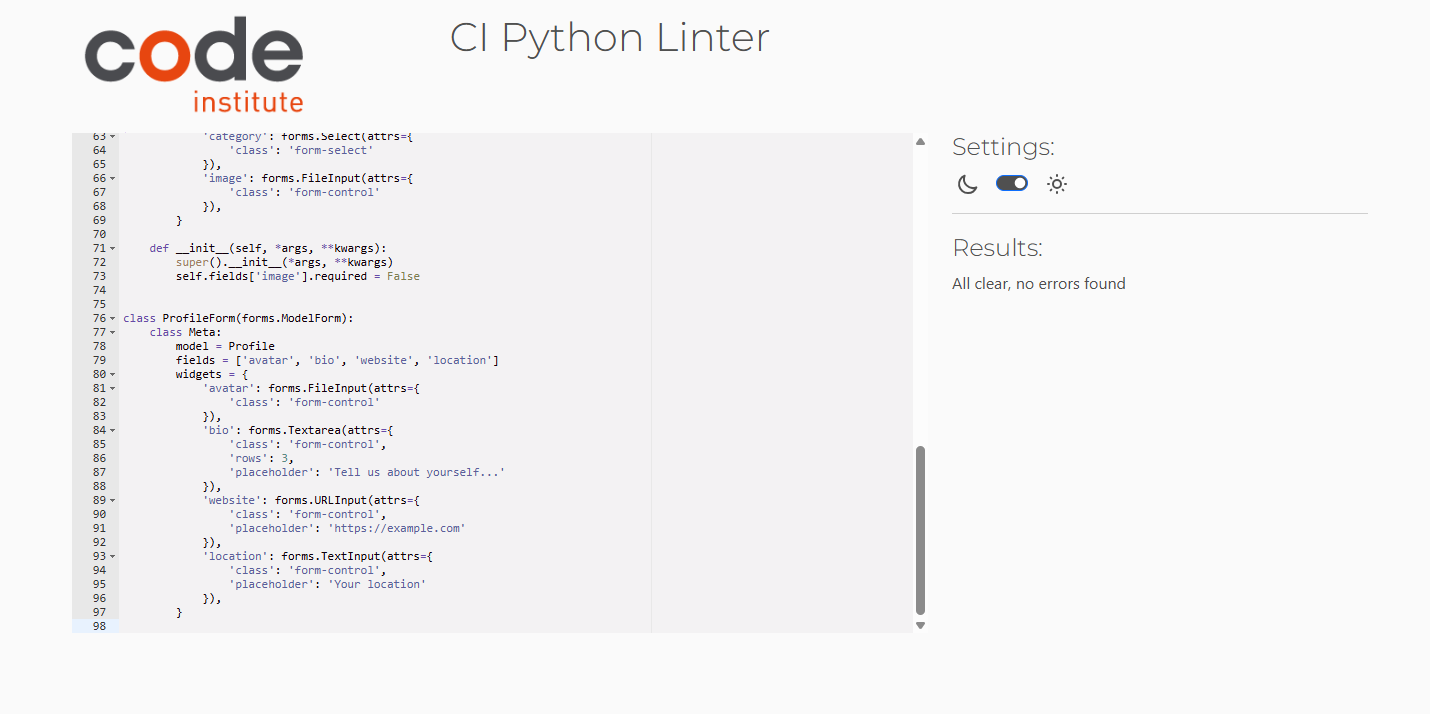 code
institute
CI Python Linter
63 'category': forms.Select(attrs={
64 'class': 'form-select'
65 }),
66 'image': forms.FileInput(attrs={
67 'class': 'form-control'
68 }),
69 }
70
71 def __init__(self, *args, **kwargs):
72 super().__init__(*args, **kwargs)
73 self.fields['image'].required = False
74
75
76 class ProfileForm(forms.ModelForm):
77 class Meta:
78 model = Profile
79 fields = ['avatar', 'bio', 'website', 'location']
80 widgets = {
81 'avatar': forms.FileInput(attrs={
82 'class': 'form-control'
83 }),
84 'bio': forms.Textarea(attrs={
85 'class': 'form-control',
86 'rows': 3,
87 'placeholder': 'Tell us about yourself...'
88 }),
89 'website': forms.URLInput(attrs={
90 'class': 'form-control',
91 'placeholder': 'https://example.com'
92 }),
93 'location': forms.TextInput(attrs={
94 'class': 'form-control',
95 'placeholder': 'Your location'
96 }),
97 }
98
Settings:
Results:
All clear, no errors found